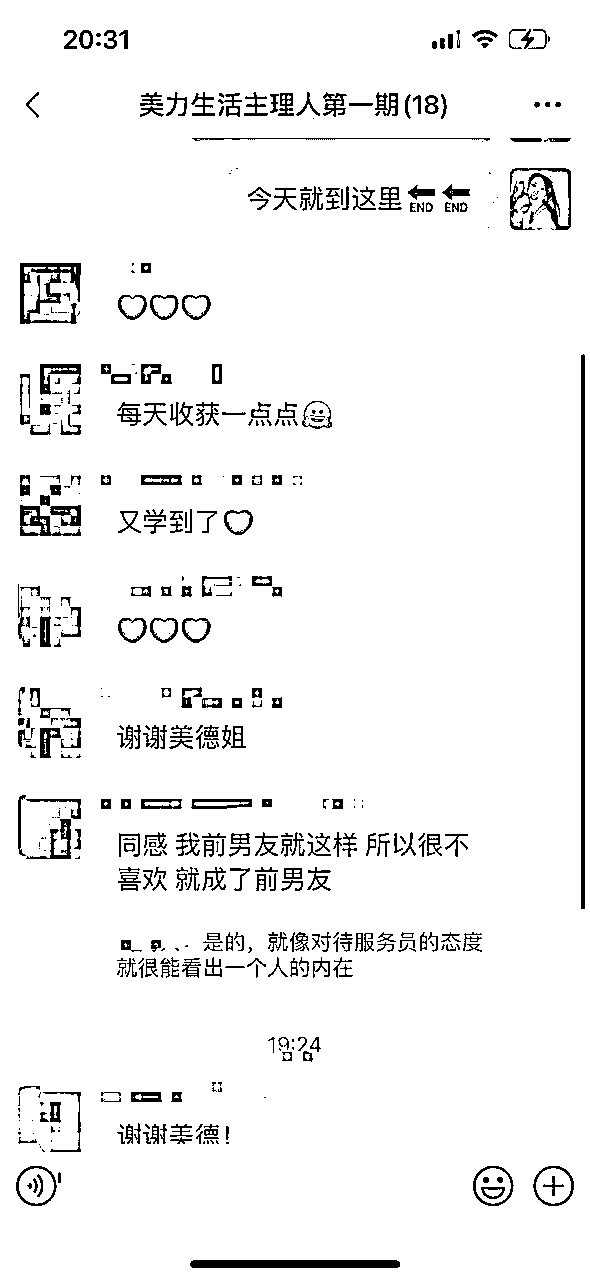 20:31
美力生活主理人第一期(18)
今天就到这里 END END
每天收获一点点
又学到了
谢谢美德姐
同感 我前男友就这样 所以很不
喜欢 就成了前男友
是的，就像对待服务员的态度
就很能看出一个人的内在
19:24
谢谢美德！